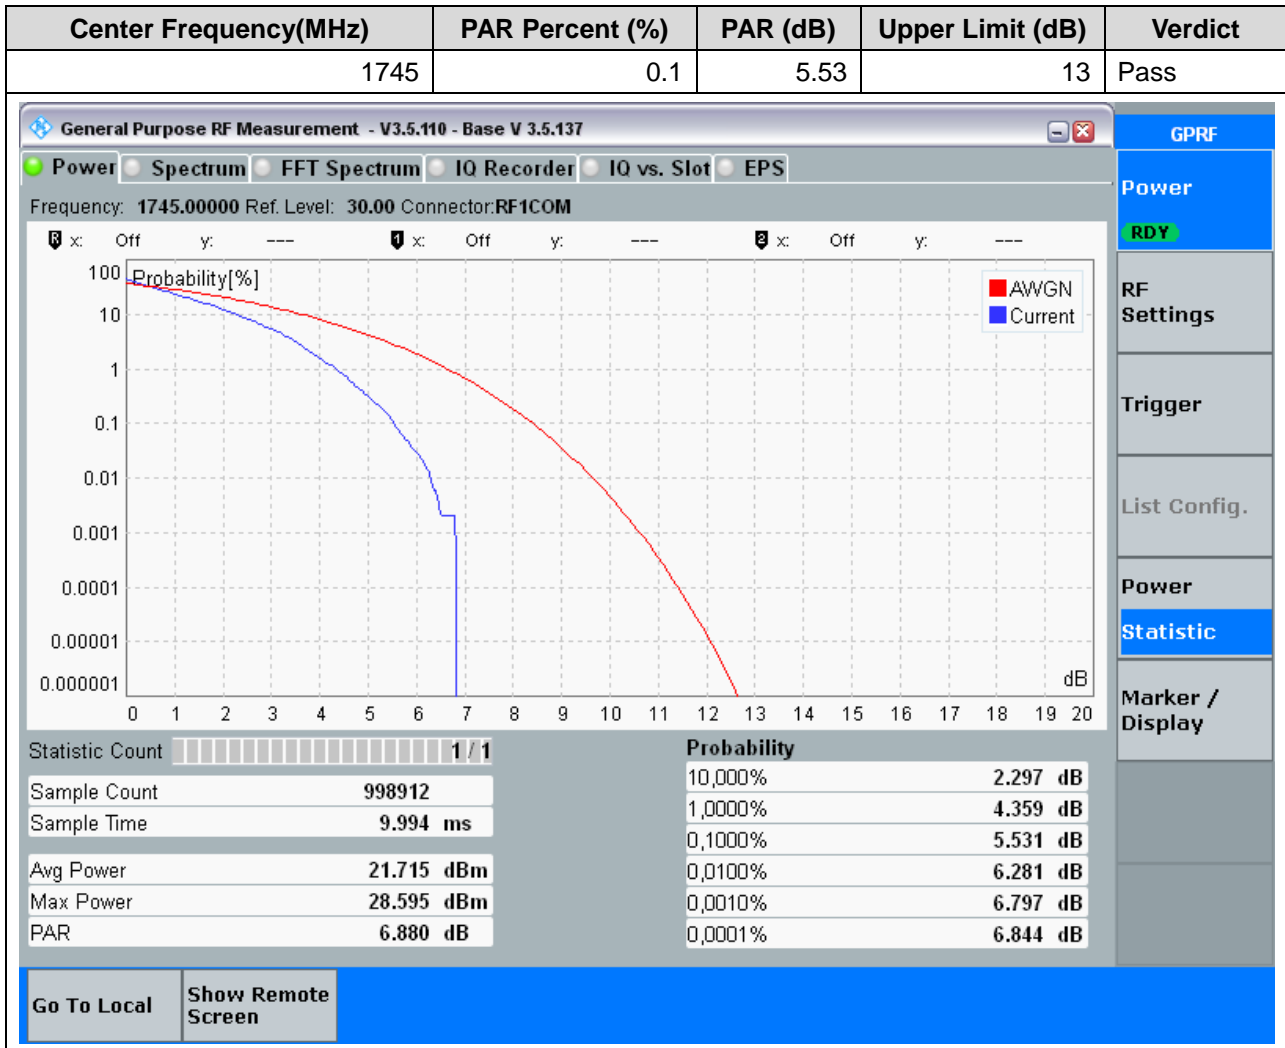 Center Frequency(MHz) PAR Percent (%) PAR (dB) Upper Limit (dB) Verdict
1745 0.1 5.53 13 Pass
General Purpose RF Measurement - V3.5.110 - Base V 3.5.137
Power Spectrum FFT Spectrum IQ Recorder IQ vs. Slot EPS
Frequency: 1745.00000 Ref. Level: 30.00 Connector:RF1COM
R x: Off y: --- 1 x: Off y: --- 2 x: Off y: ---
Probability[%]
AWGN
Current
100
10
1
0.1
0.01
0.001
0.0001
0.00001
0.000001
dB
0 1 2 3 4 5 6 7 8 9 10 11 12 13 14 15 16 17 18 19 20
Statistic Count 1 / 1
Sample Count 998912
Sample Time 9.994 ms
Avg Power 21.715 dBm
Max Power 28.595 dBm
PAR 6.880 dB
Probability
10,000% 2.297 dB
1,0000% 4.359 dB
0,1000% 5.531 dB
0,0100% 6.281 dB
0,0010% 6.797 dB
0,0001% 6.844 dB
GPRF
Power
RDY
RF
Settings
Trigger
List Config.
Power
Statistic
Marker /
Display
Go To Local
Show Remote
Screen